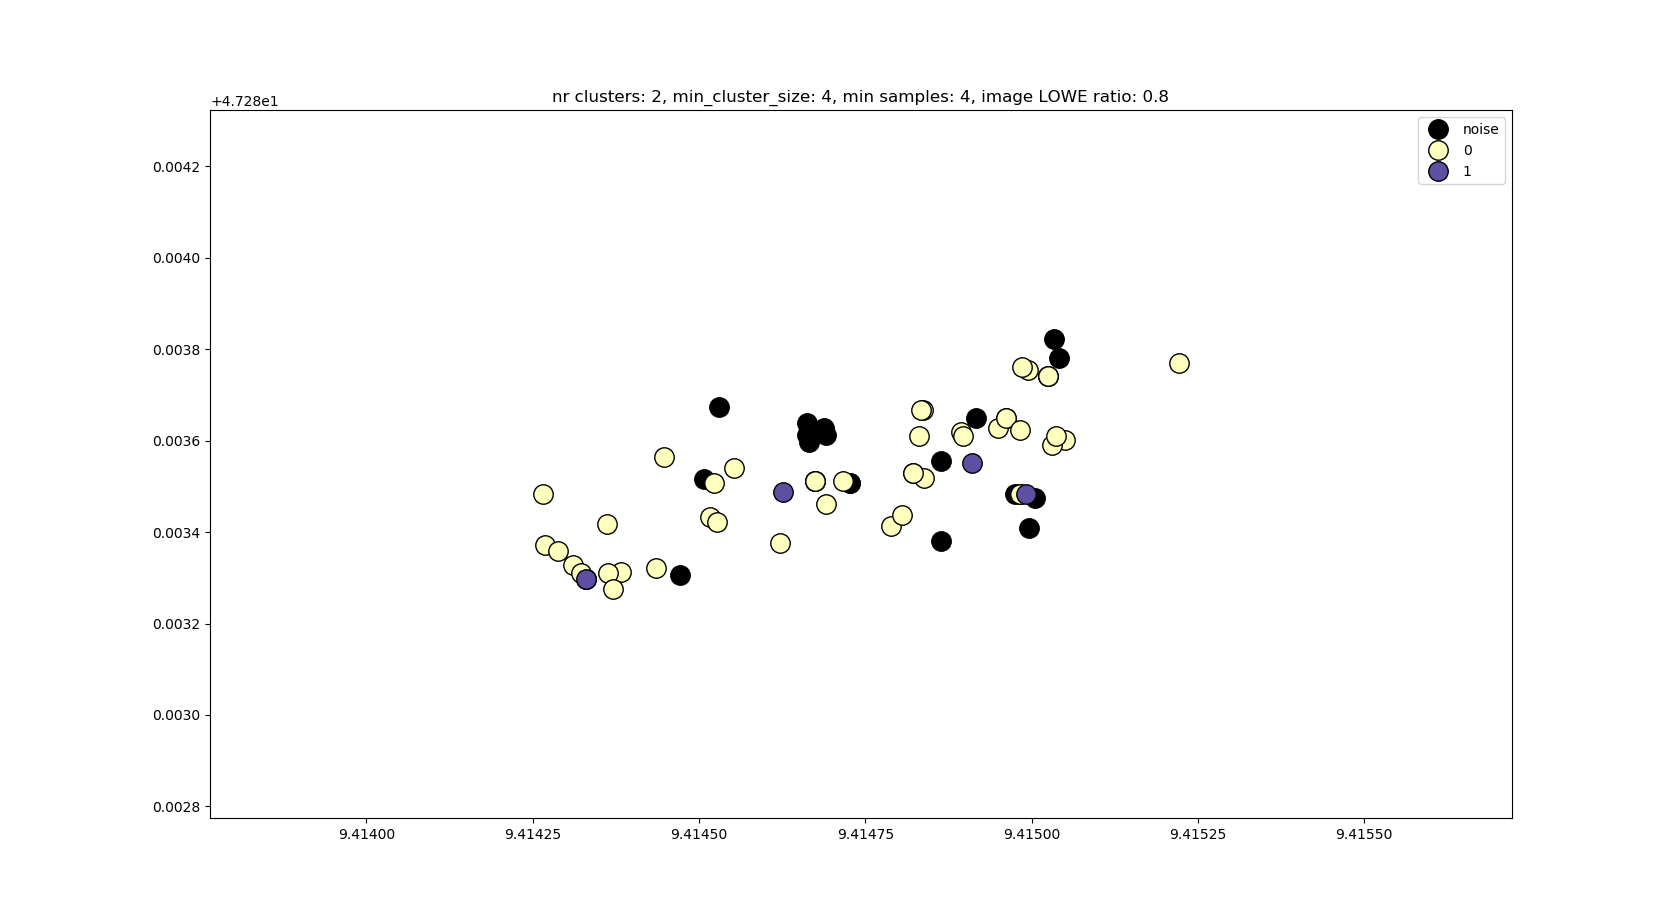 nr clusters: 2, min_cluster_size: 4, min samples: 4, image LOWE ratio: 0.8
+4.728e1
noise
0
1
0.0042
0.0040
0.0038
0.0036
0.0034
0.0032
0.0030
0.0028
9.41400 9.41425 9.41450 9.41475 9.41500 9.41525 9.41550